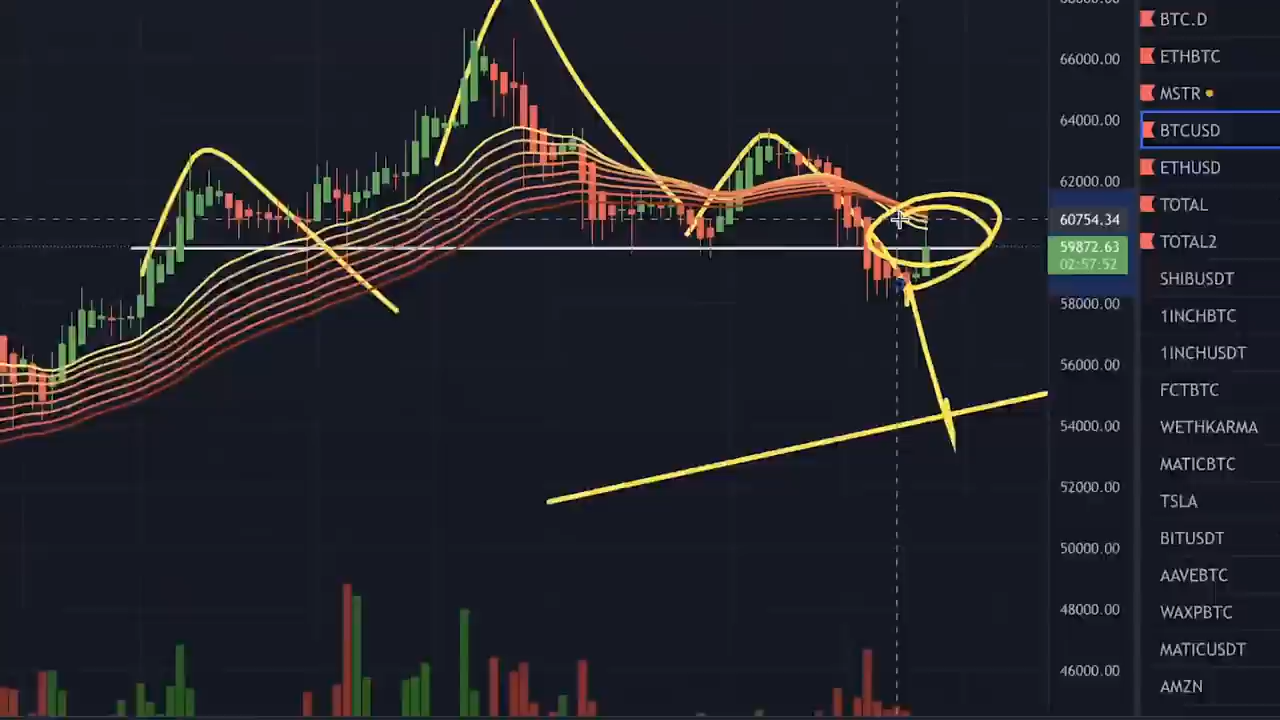 66000.00
64000.00
62000.00
60754.34
59872.63
02:57:52
58000.00
56000.00
54000.00
52000.00
50000.00
48000.00
46000.00
BTC.D
ETHBTC
MSTR
BTCUSD
ETHUSD
TOTAL
TOTAL2
SHIBUSDT
1INCHBTC
1INCHUSDT
FCTBTC
WETHKARMA
MATICBTC
TSLA
BITUSDT
AAVEBTC
WAXPBTC
MATICUSDT
AMZN